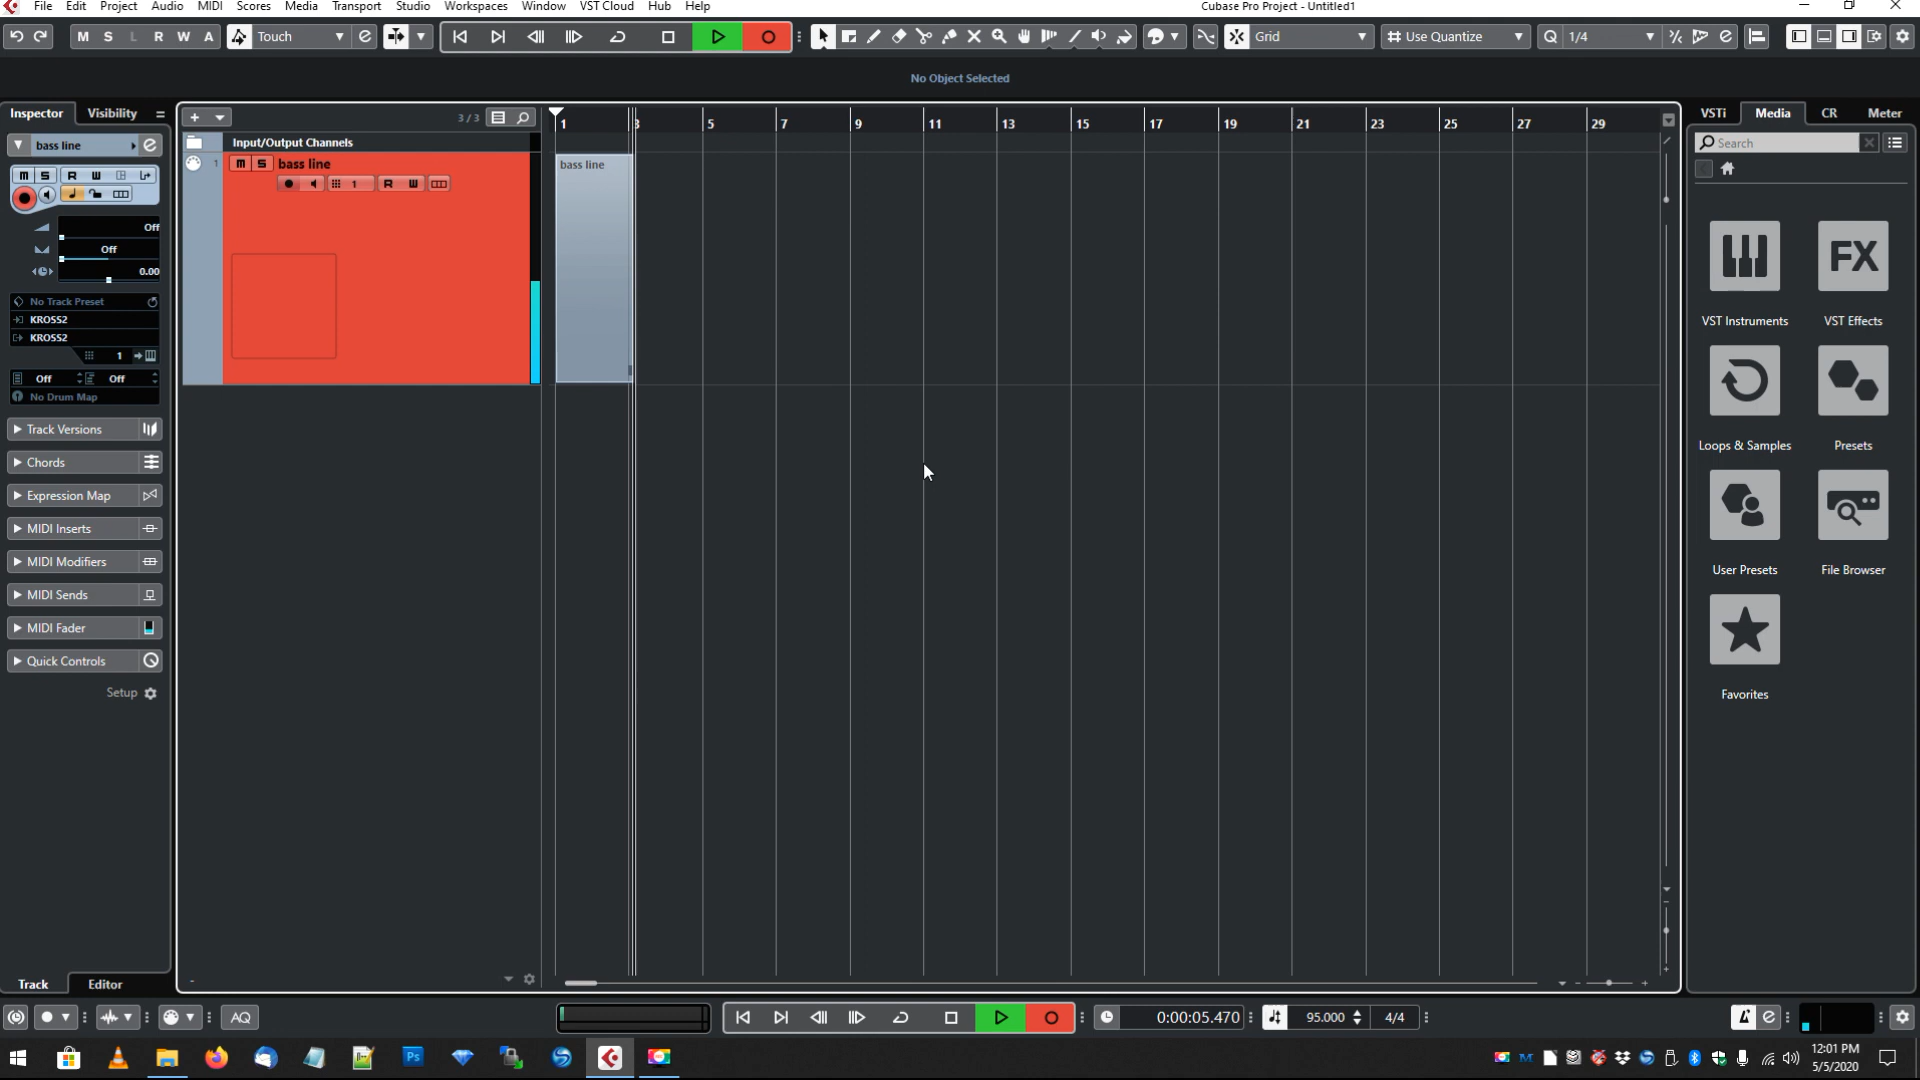 File Edit Project Audio MIDI Scores Media Transport Studio Workspaces Window VST Cloud Hub Help
Cubase Pro Project - Untitled1
M S L R W A Touch
Grid
Use Quantize
Q 1/4
No Object Selected
Inspector Visibility
bass line
m S R W
Off
Off
0.00
No Track Preset
KROSS2
KROSS2
1
Off Off
No Drum Map
Track Versions
Chords
Expression Map
MIDI Inserts
MIDI Modifiers
MIDI Sends
MIDI Fader
Quick Controls
Setup
Track Editor
3 / 3
Input/Output Channels
1 m S bass line
1 R W
1 3 5 7 9 11 13 15 17 19 21 23 25 27 29
bass line
VSTi Media CR Meter
Search
VST Instruments
FX
VST Effects
Loops & Samples
Presets
User Presets
File Browser
Favorites
AQ
0:00:05.470
95.000
4/4
Ps
12:01 PM
5/5/2020